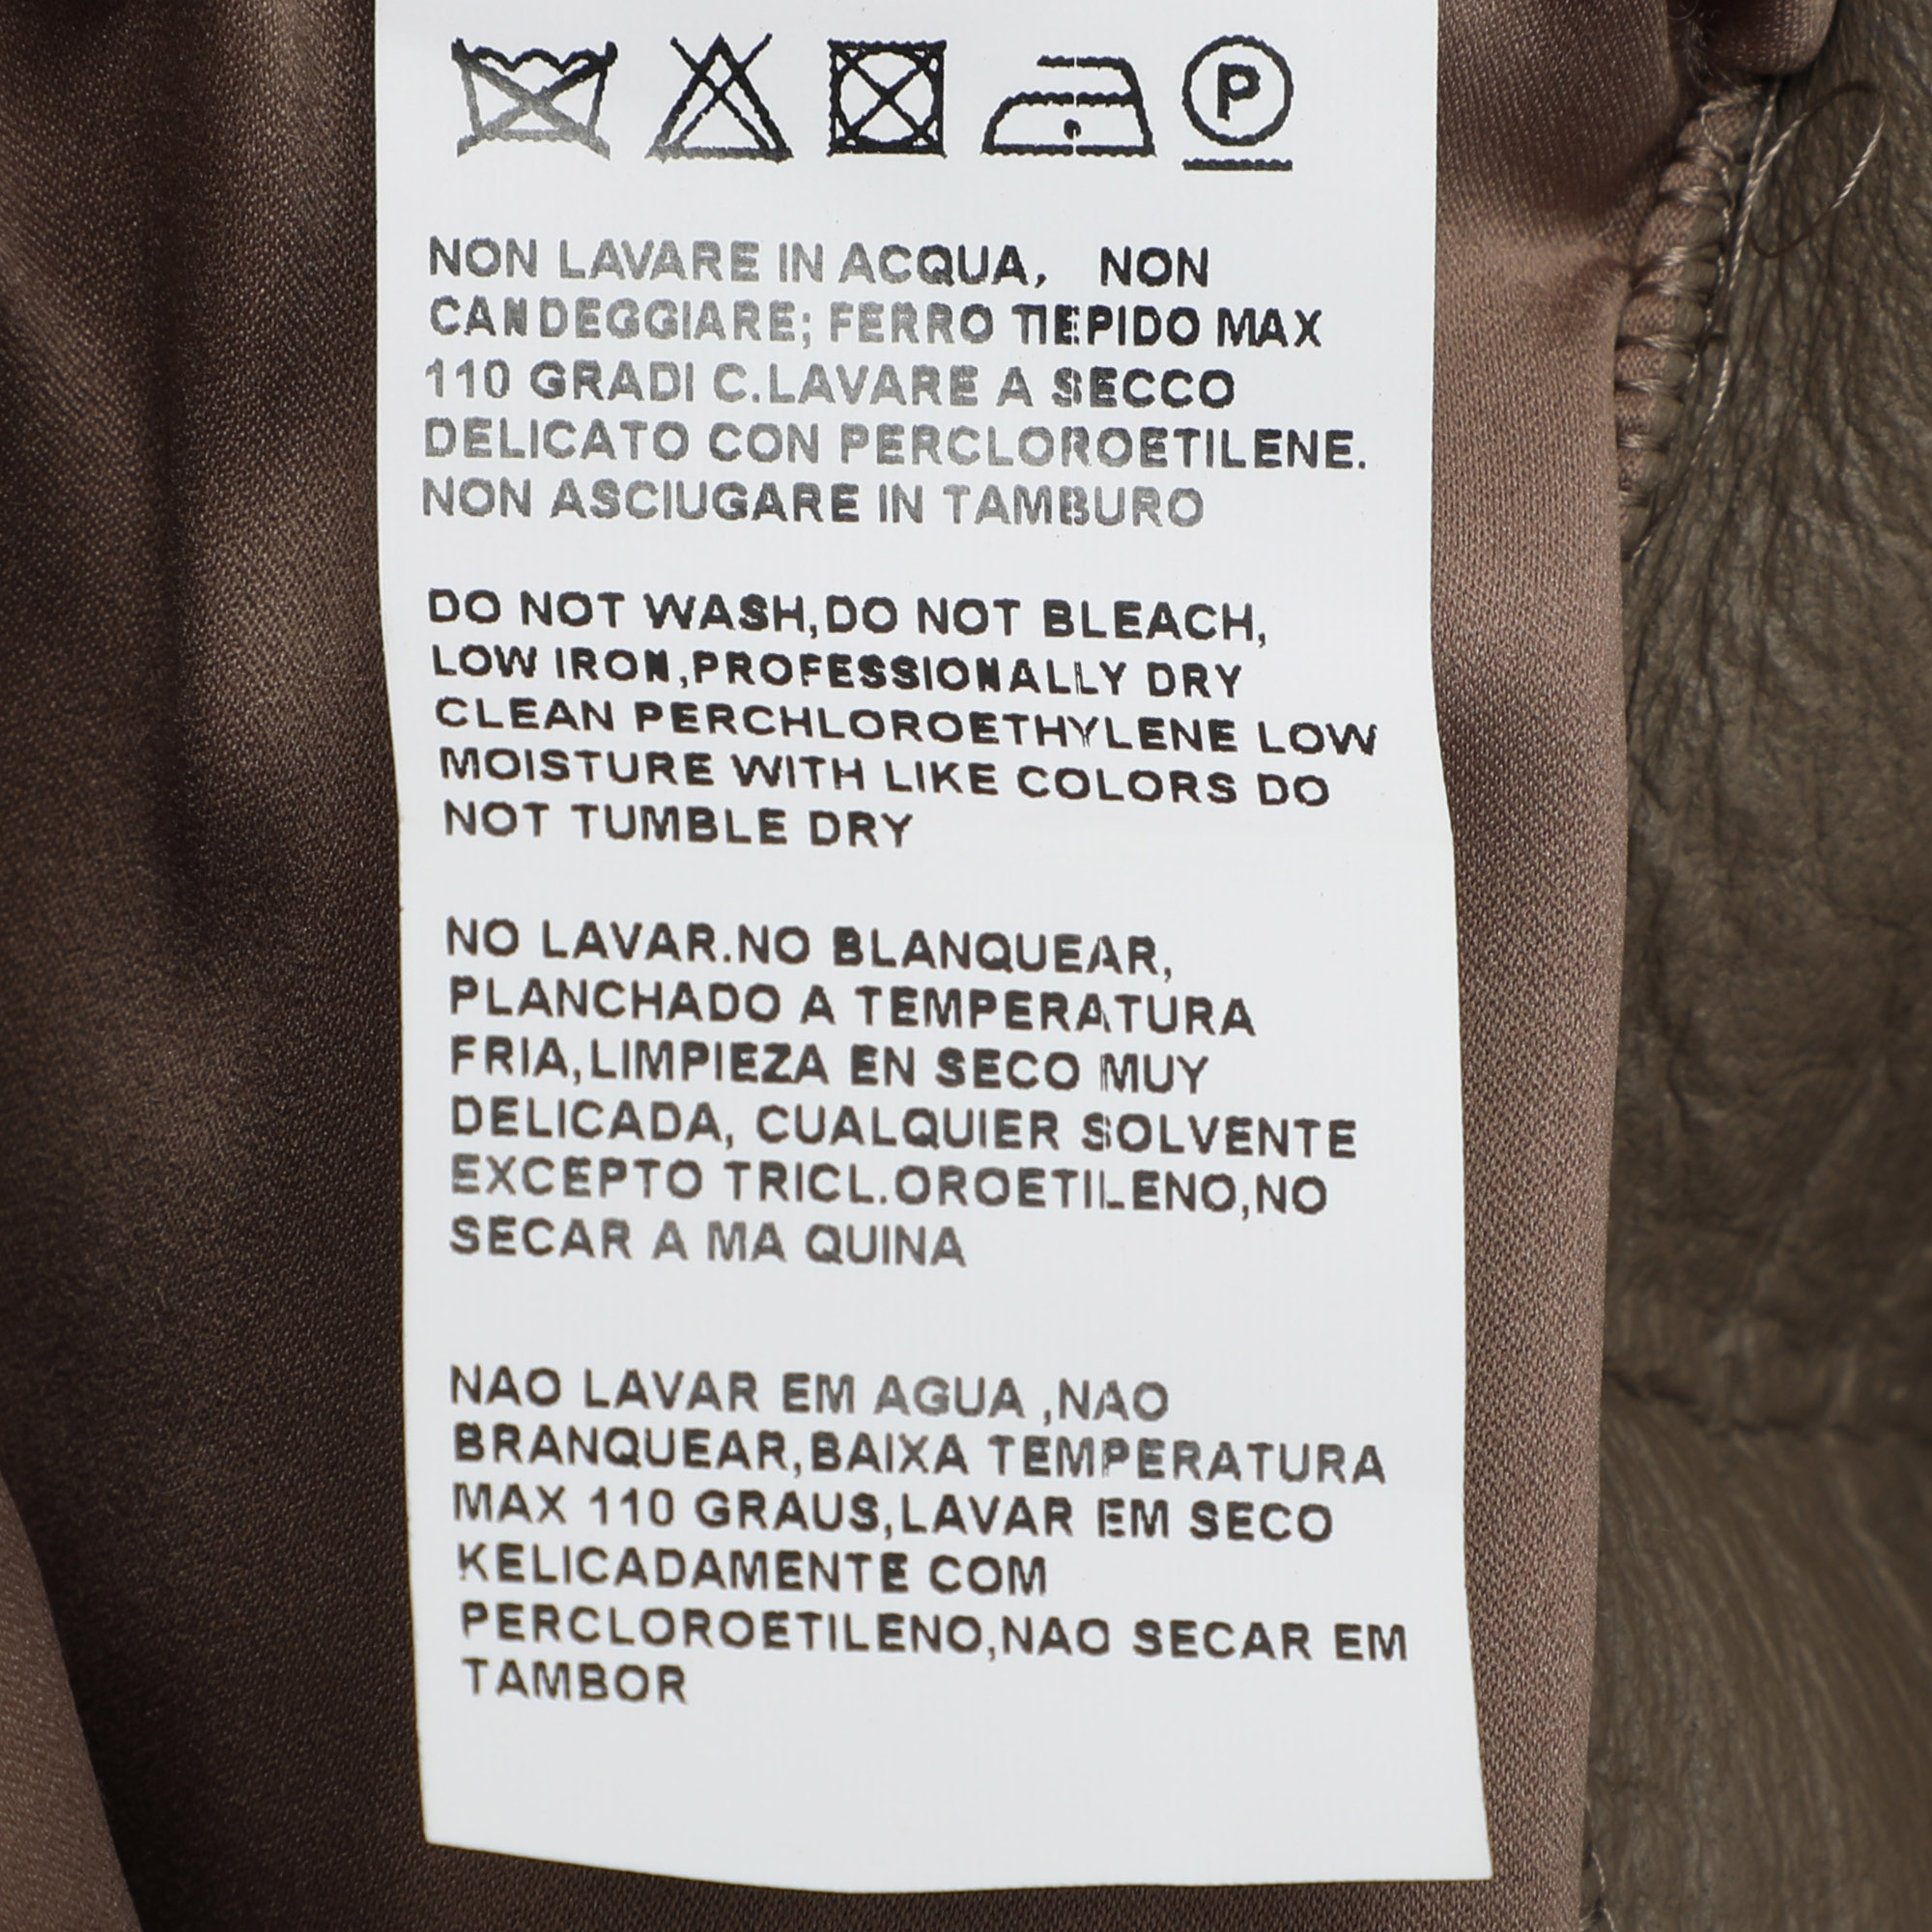 P
NON LAVARE IN ACQUA, NON
CANDEGGIARE; FERRO TIEPIDO MAX
110 GRADI C.LAVARE A SECCO
DELICATO CON PERCLOROETILENE.
NON ASCIUGARE IN TAMBURO
DO NOT WASH,DO NOT BLEACH,
LOW IRON,PROFESSIONALLY DRY
CLEAN PERCHLOROETHYLENE LOW
MOISTURE WITH LIKE COLORS DO
NOT TUMBLE DRY
NO LAVAR.NO BLANQUEAR,
PLANCHADO A TEMPERATURA
FRIA,LIMPIEZA EN SECO MUY
DELICADA, CUALQUIER SOLVENTE
EXCEPTO TRICL.OROETILENO,NO
SECAR A MA QUINA
NAO LAVAR EM AGUA ,NAO
BRANQUEAR,BAIXA TEMPERATURA
MAX 110 GRAUS,LAVAR EM SECO
KELICADAMENTE COM
PERCLOROETILENO,NAO SECAR EM
TAMBOR